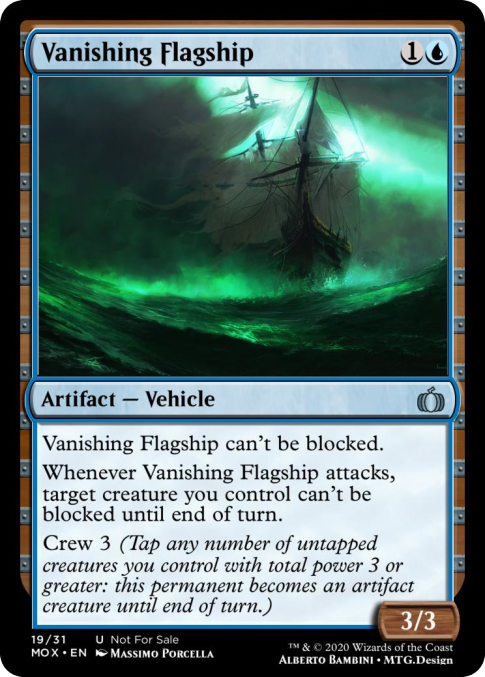 Vanishing Flagship 1
Artifact — Vehicle
Vanishing Flagship can't be blocked.
Whenever Vanishing Flagship attacks,
target creature you control can't be
blocked until end of turn.
Crew 3 (Tap any number of untapped
creatures you control with total power 3 or
greater: this permanent becomes an artifact
creature until end of turn.)
3/3
19/31 U Not For Sale
MOX • EN Massimo Porcella
™ & © 2020 Wizards of the Coast
Alberto Bambini • MTG.Design